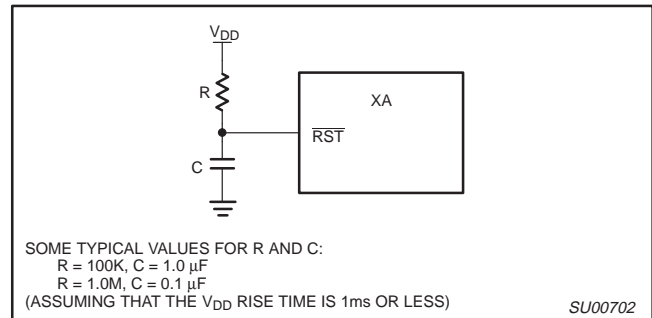 VDD
R
XA
RST
C
SOME TYPICAL VALUES FOR R AND C:
R = 100K, C = 1.0 µF
R = 1.0M, C = 0.1 µF
(ASSUMING THAT THE VDD RISE TIME IS 1ms OR LESS)
SU00702